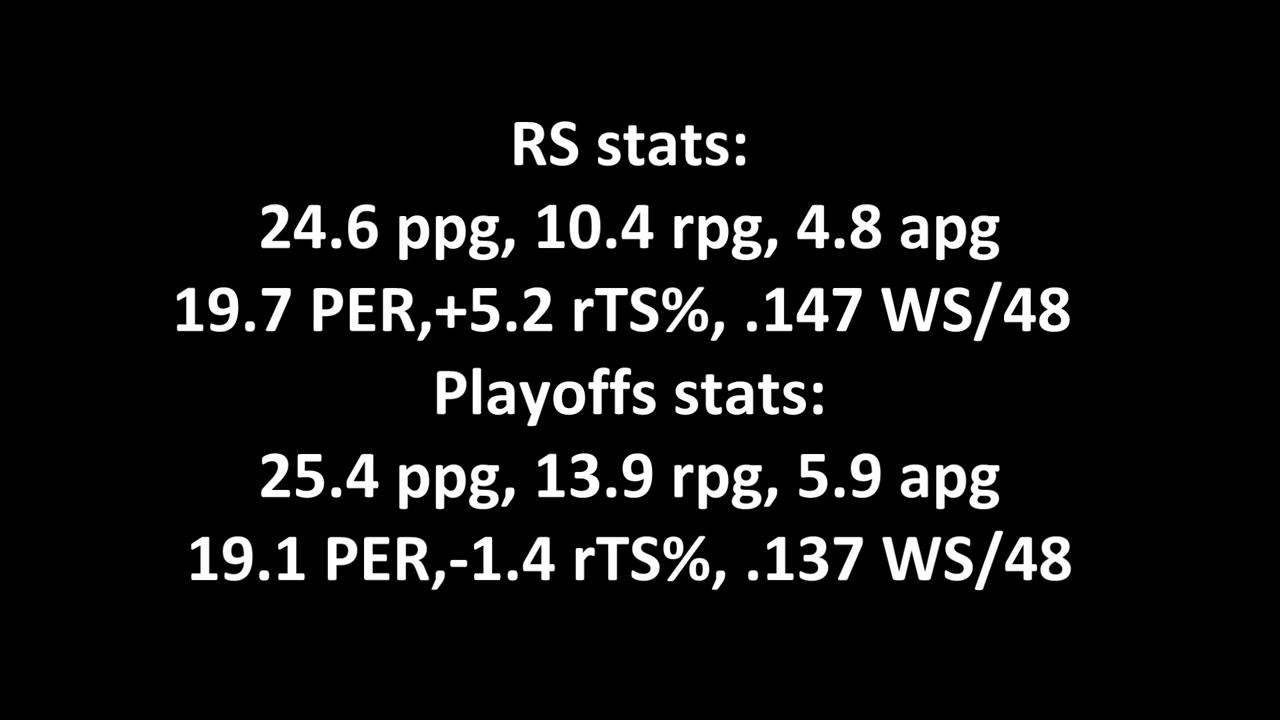 RS stats:
24.6 ppg, 10.4 rpg, 4.8 apg
19.7 PER,+5.2 rTS%, .147 WS/48
Playoffs stats:
25.4 ppg, 13.9 rpg, 5.9 apg
19.1 PER,-1.4 rTS%, .137 WS/48